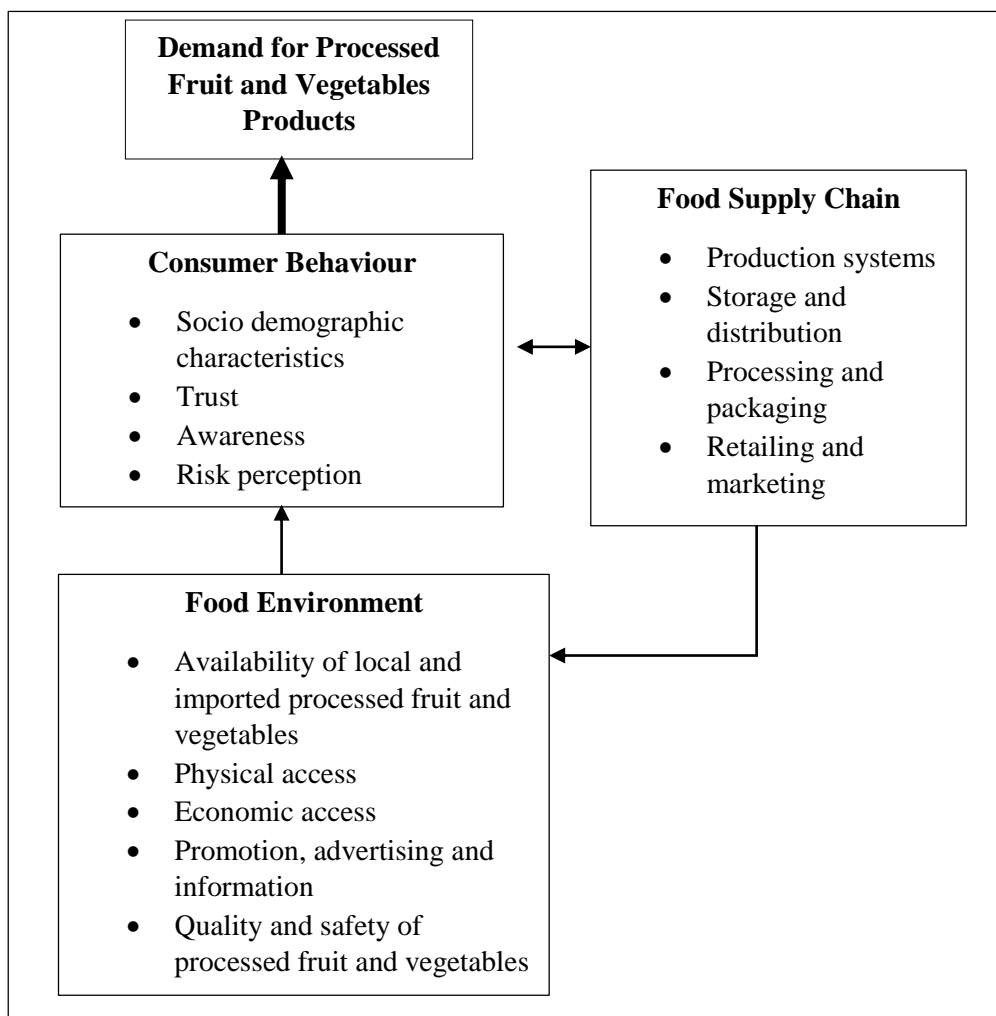 Demand for Processed
Fruit and Vegetables
Products
Consumer Behaviour
• Socio demographic
characteristics
• Trust
• Awareness
• Risk perception
Food Supply Chain
• Production systems
• Storage and
distribution
• Processing and
packaging
• Retailing and
marketing
Food Environment
• Availability of local and
imported processed fruit and
vegetables
• Physical access
• Economic access
• Promotion, advertising and
information
• Quality and safety of
processed fruit and vegetables